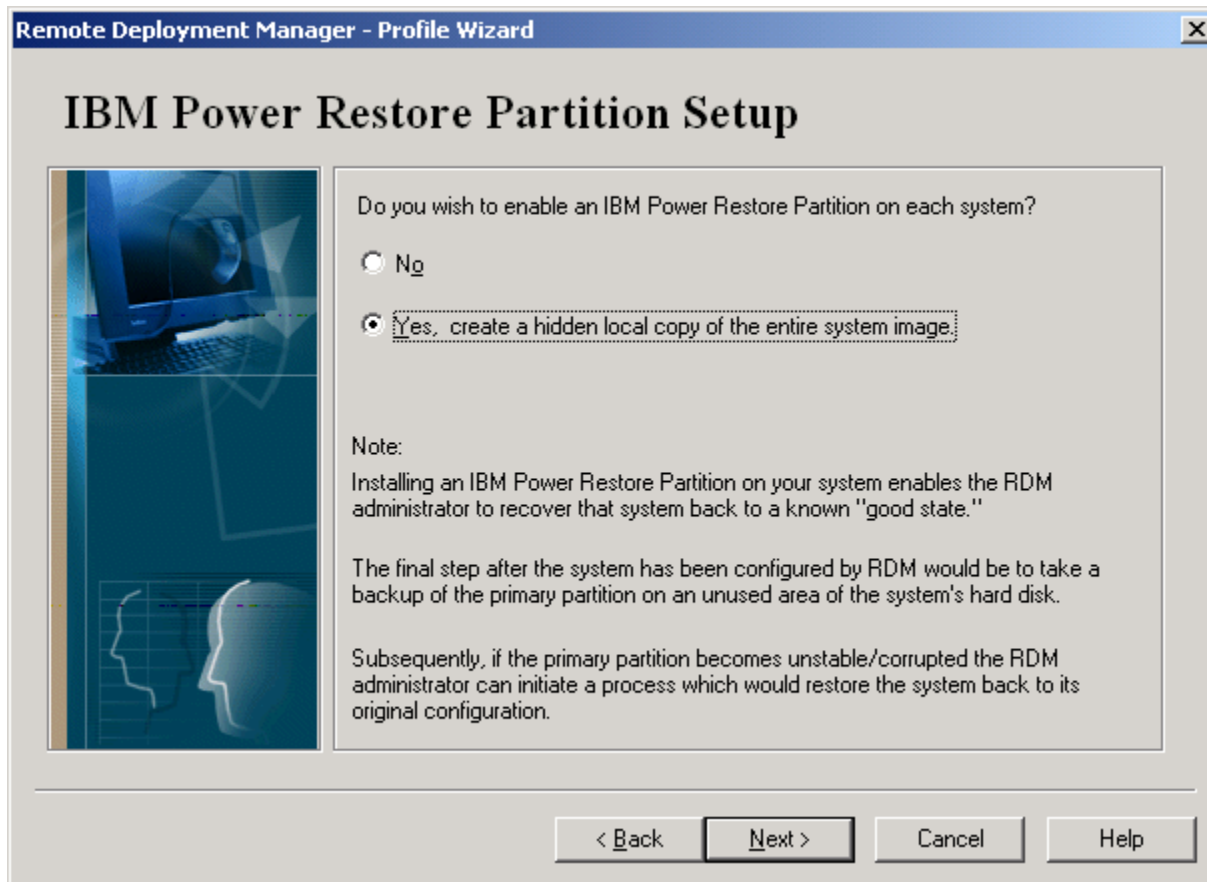 Remote Deployment Manager - Profile Wizard
IBM Power Restore Partition Setup
Do you wish to enable an IBM Power Restore Partition on each system?
No
Yes,  create a hidden local copy of the entire system image.
Note:
Installing an IBM Power Restore Partition on your system enables the RDM
administrator to recover that system back to a known "good state."
The final step after the system has been configured by RDM would be to take a
backup of the primary partition on an unused area of the system's hard disk.
Subsequently, if the primary partition becomes unstable/corrupted the RDM
administrator can initiate a process which would restore the system back to its
original configuration.
< Back
Next >
Cancel
Help